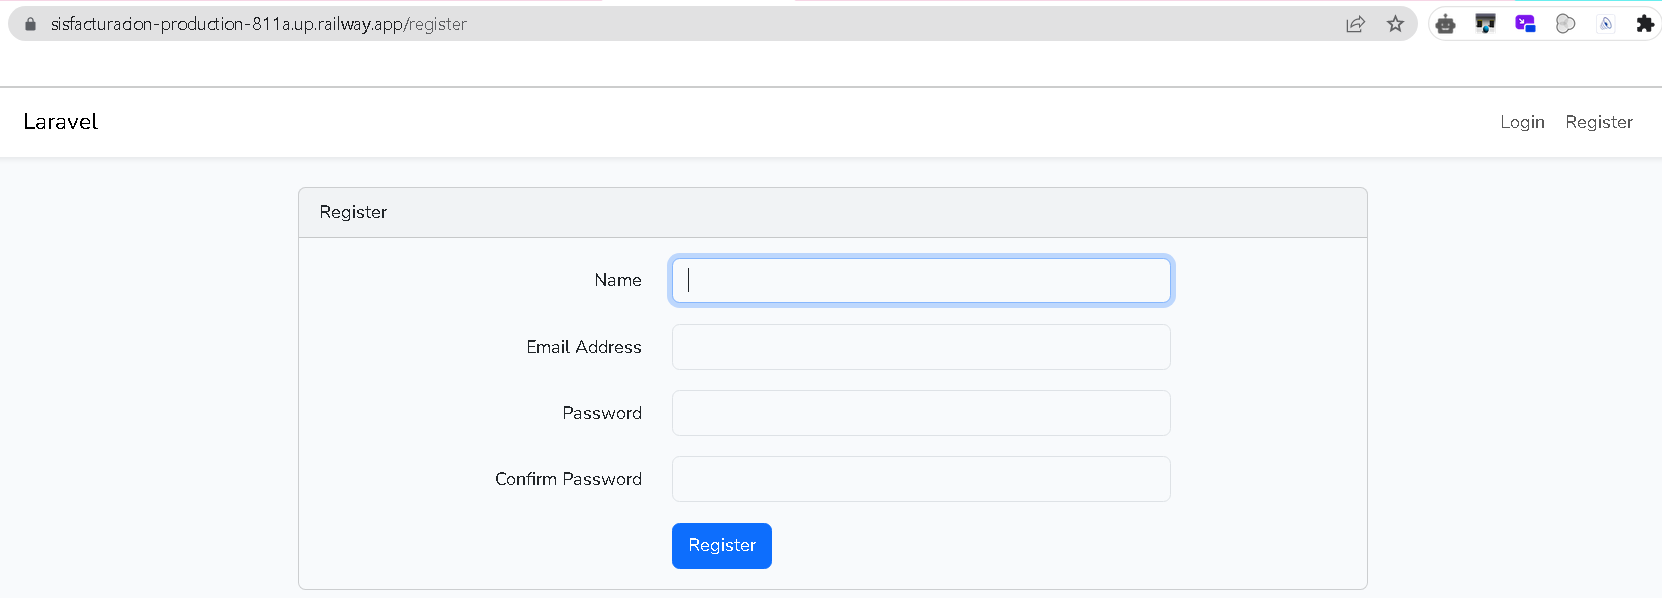 sisfacturacion-production-811a.up.railway.app/register
Laravel
Login Register
Register
Name
Email Address
Password
Confirm Password
Register